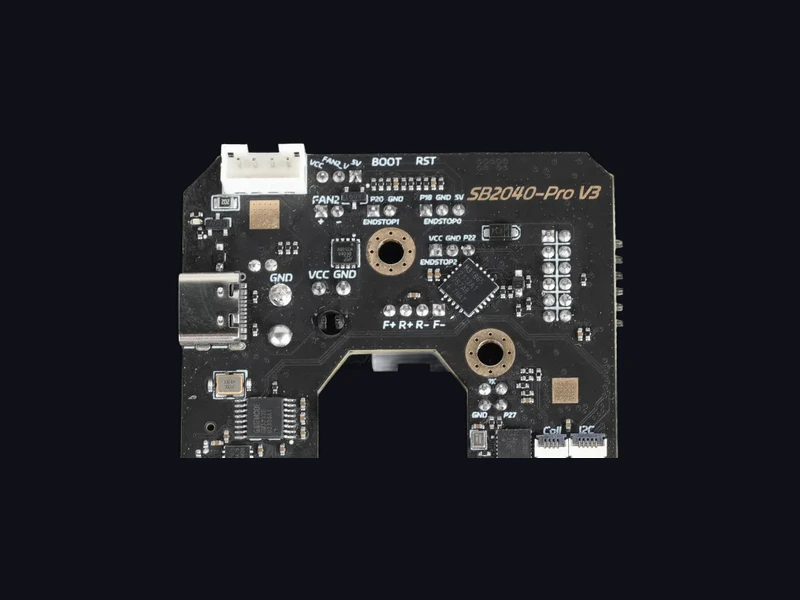 VCC FAN2_V 5V
BOOT RST
SB2040-Pro V3
FAN2
+ -
P20 GND
P18 GND 5V
ENDSTOP1
ENDSTOP0
VCC GND P22
ENDSTOP2
GND
VCC GND
F+ R+ R- F-
GND P27
Coil I2C